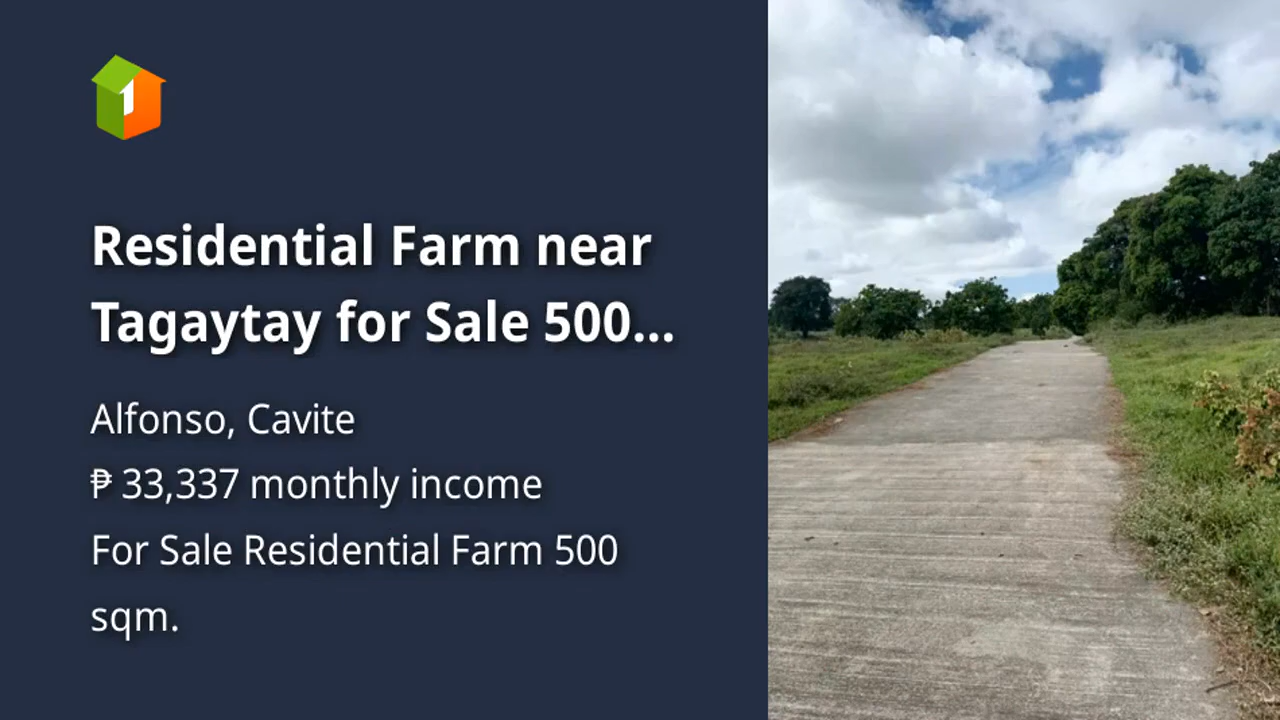 Residential Farm near
Tagaytay for Sale 500...
Alfonso, Cavite
₱ 33,337 monthly income
For Sale Residential Farm 500
sqm.